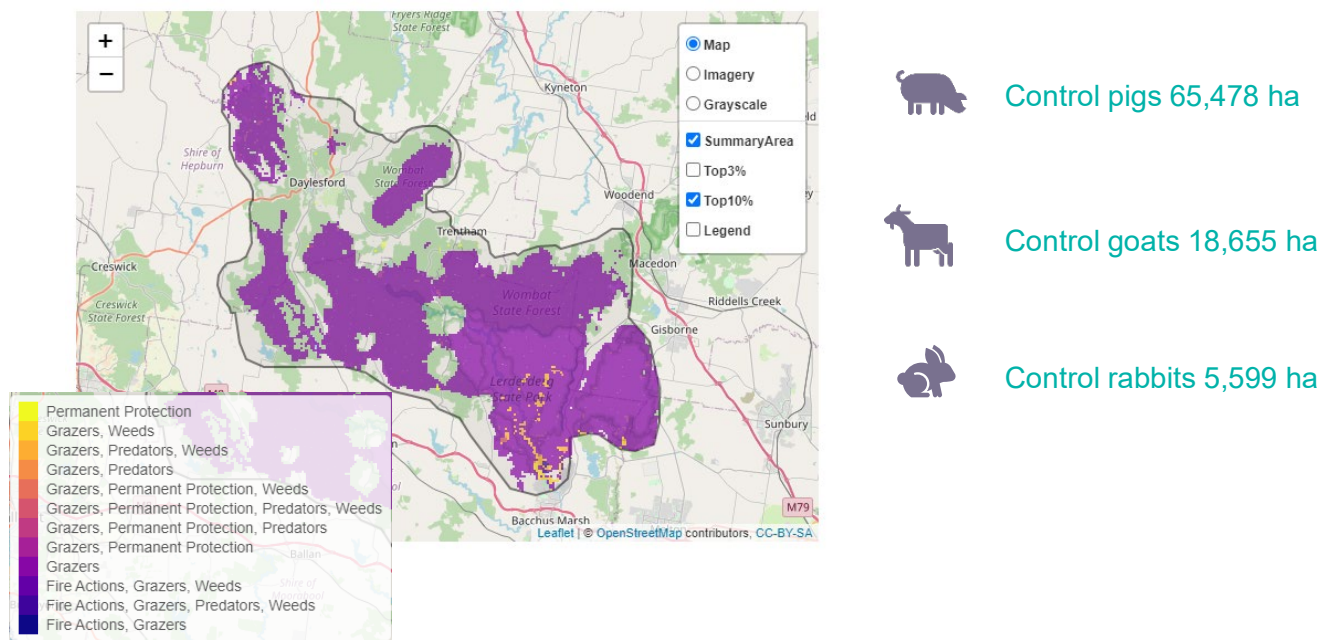 Fryers Ridge
State Forest
+
−
Map
Imagery
Grayscale
SummaryArea
Top3%
Top10%
Legend
Kyneton
Shire of
Hepburn
Daylesford
Wombat
State Forest
Woodend
Trentham
Macedon
Creswick
Creswick
State Forest
Wombat
State Forest
Riddells Creek
Gisborne
Lerderderg
State Park
Sunbury
Bacchus Marsh
M79
Leaflet | © OpenStreetMap contributors, CC-BY-SA
Permanent Protection
Grazers, Weeds
Grazers, Predators, Weeds
Grazers, Predators
Grazers, Permanent Protection, Weeds
Grazers, Permanent Protection, Predators, Weeds
Grazers, Permanent Protection, Predators
Grazers, Permanent Protection
Grazers
Fire Actions, Grazers, Weeds
Fire Actions, Grazers, Predators, Weeds
Fire Actions, Grazers
Ballan
Shire of
Moorabool
Control pigs 65,478 ha
Control goats 18,655 ha
Control rabbits 5,599 ha